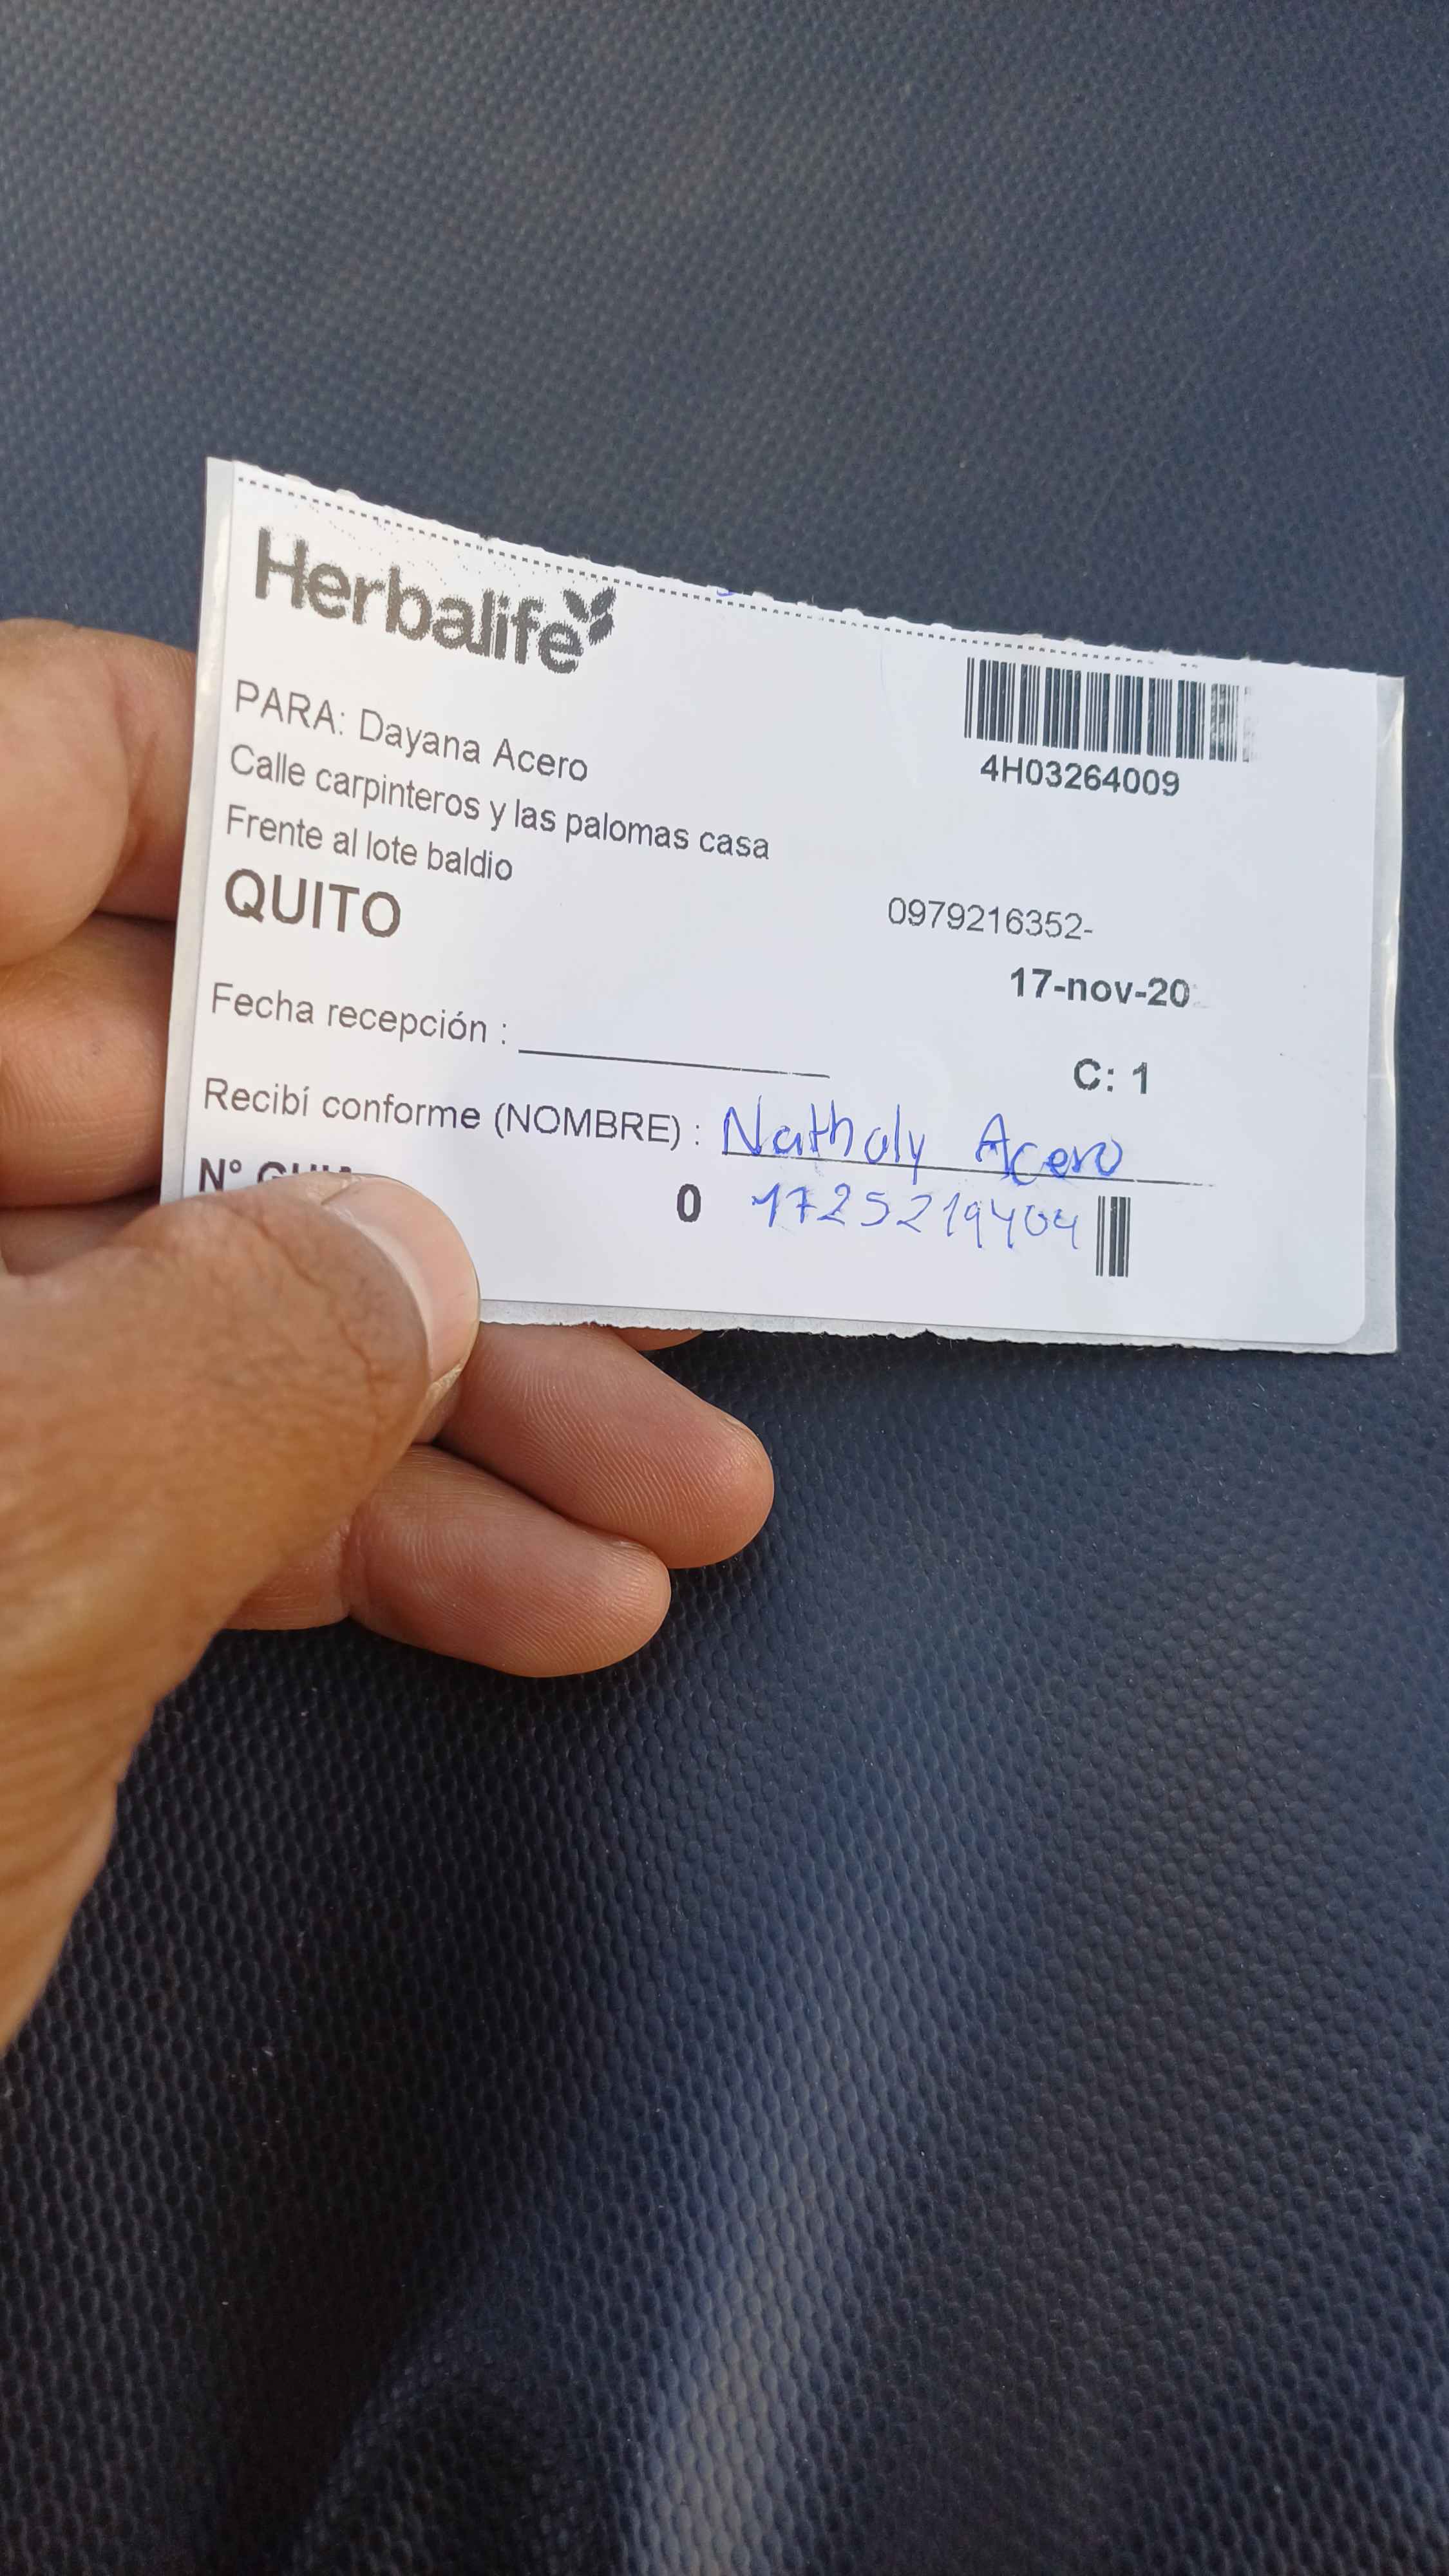 Herbalife
4H03264009
PARA: Dayana Acero
Calle carpinteros y las palomas casa
Frente al lote baldio
QUITO
0979216352-
17-nov-20
Fecha recepción :
C: 1
Recibí conforme (NOMBRE) : Nathaly Acero
N° GUIA
0 1725219404